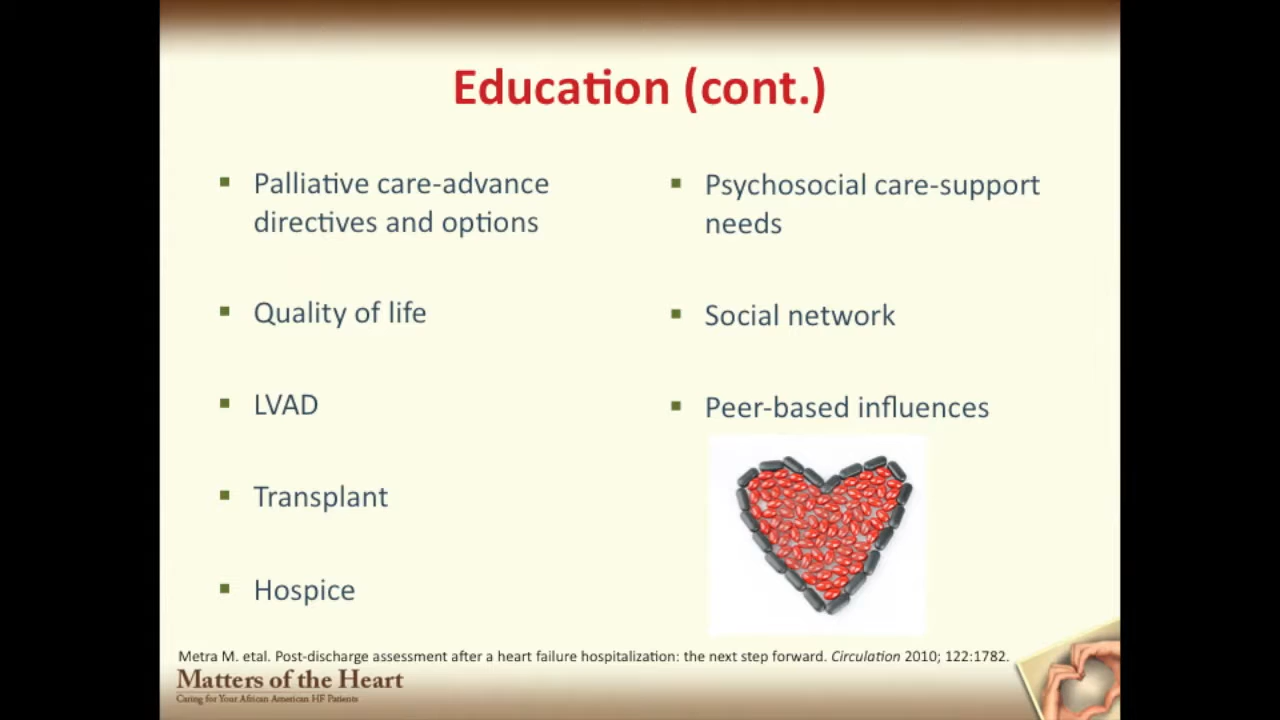 Education (cont.)
Palliative care-advance
directives and options
Quality of life
LVAD
Transplant
Hospice
Psychosocial care-support
needs
Social network
Peer-based influences
Metra M. etal. Post-discharge assessment after a heart failure hospitalization: the next step forward. Circulation 2010; 122:1782.
Matters of the Heart
Caring for Your African American HF Patients